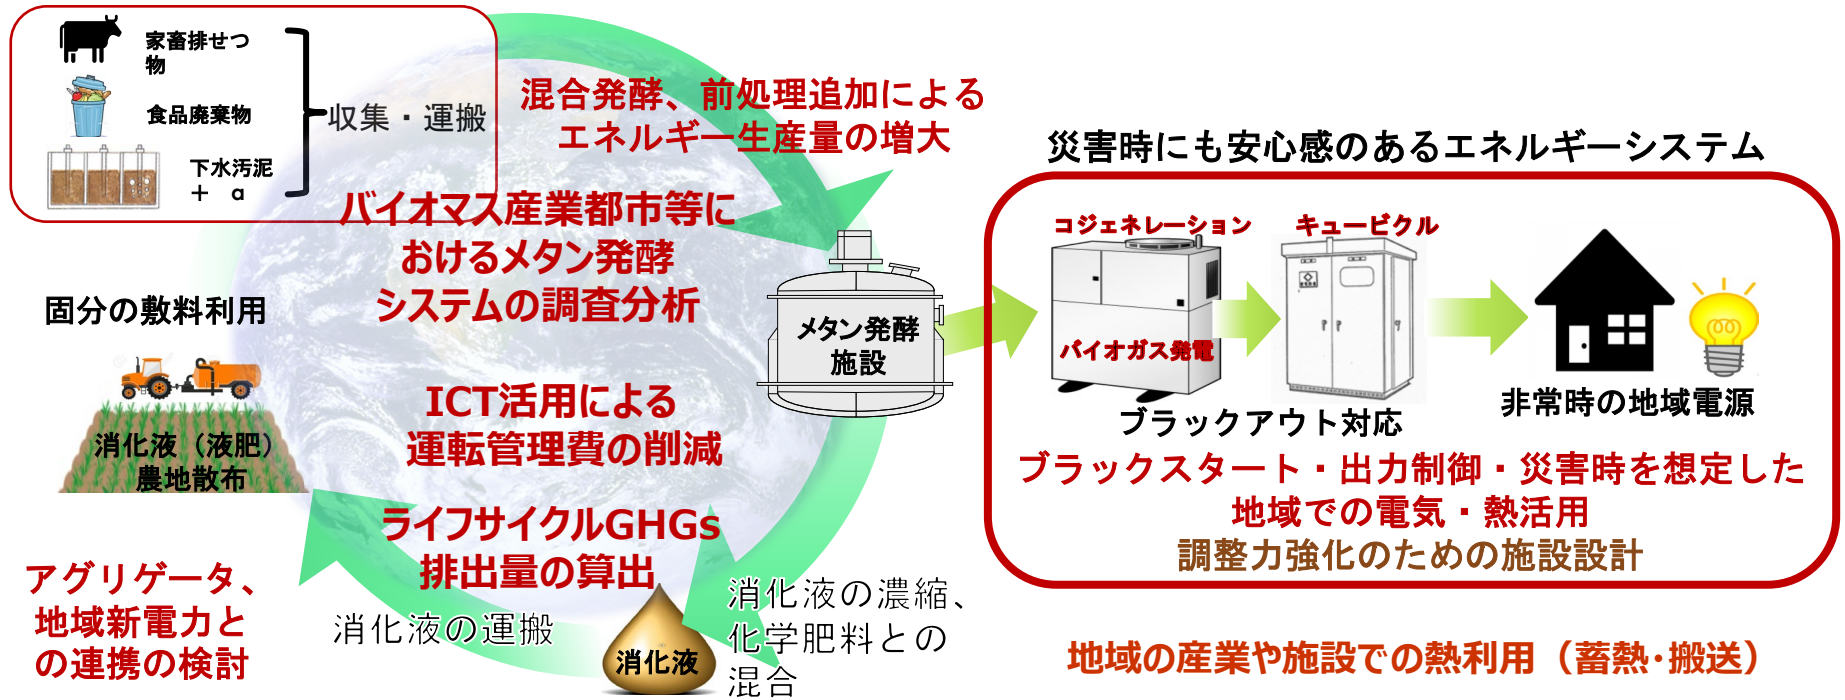 家畜排せつ
物
食品廃棄物
下水汚泥
＋　α
収集・運搬
混合発酵、前処理追加による
エネルギー生産量の増大
バイオマス産業都市等に
おけるメタン発酵
システムの調査分析
ICT活用による
運転管理費の削減
ライフサイクルGHGs
排出量の算出
固分の敷料利用
消化液（液肥）
農地散布
アグリゲータ、
地域新電力と
の連携の検討
消化液の運搬
消化液
消化液の濃縮、
化学肥料との
混合
メタン発酵
施設
災害時にも安心感のあるエネルギーシステム
コジェネレーション
バイオガス発電
キュービクル
ブラックアウト対応
非常時の地域電源
ブラックスタート・出力制御・災害時を想定した
地域での電気・熱活用
調整力強化のための施設設計
地域の産業や施設での熱利用（蓄熱・搬送）